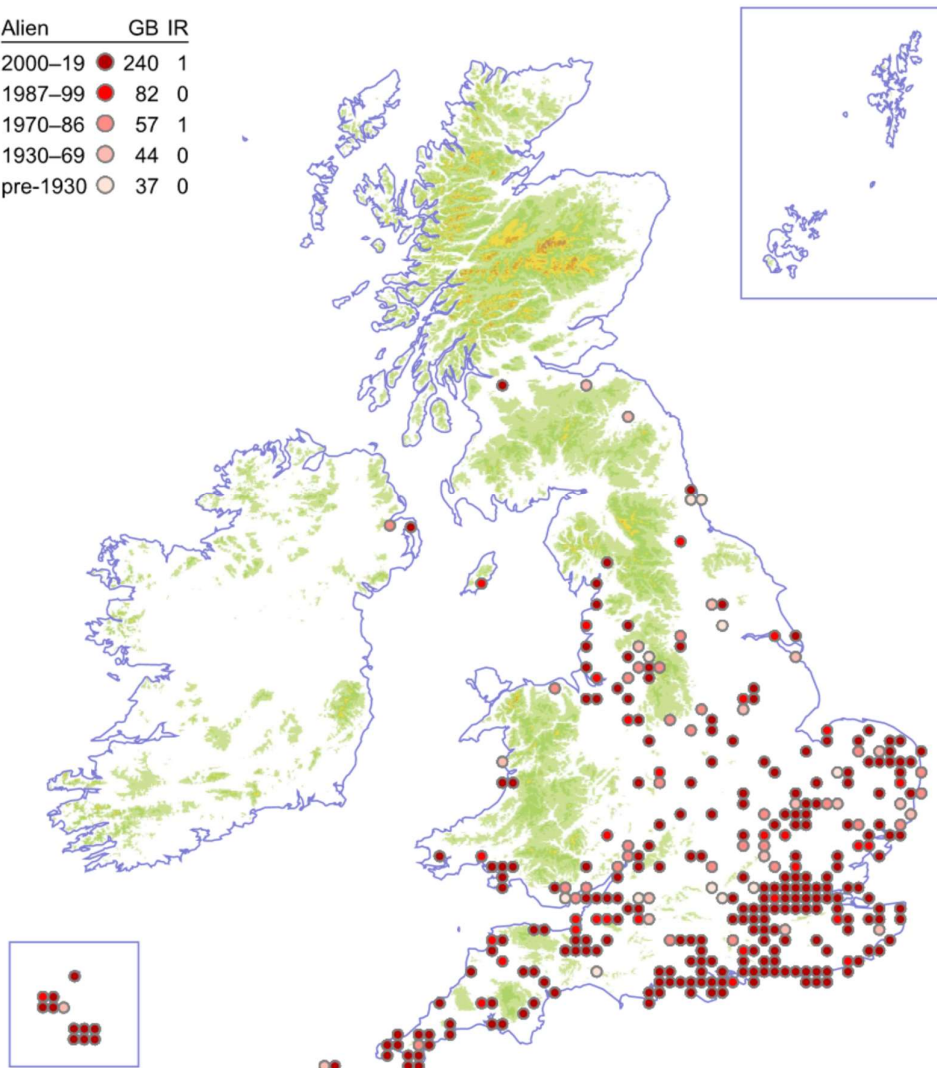 Alien GB IR
2000–19 240 1
1987–99 82 0
1970–86 57 1
1930–69 44 0
pre-1930 37 0